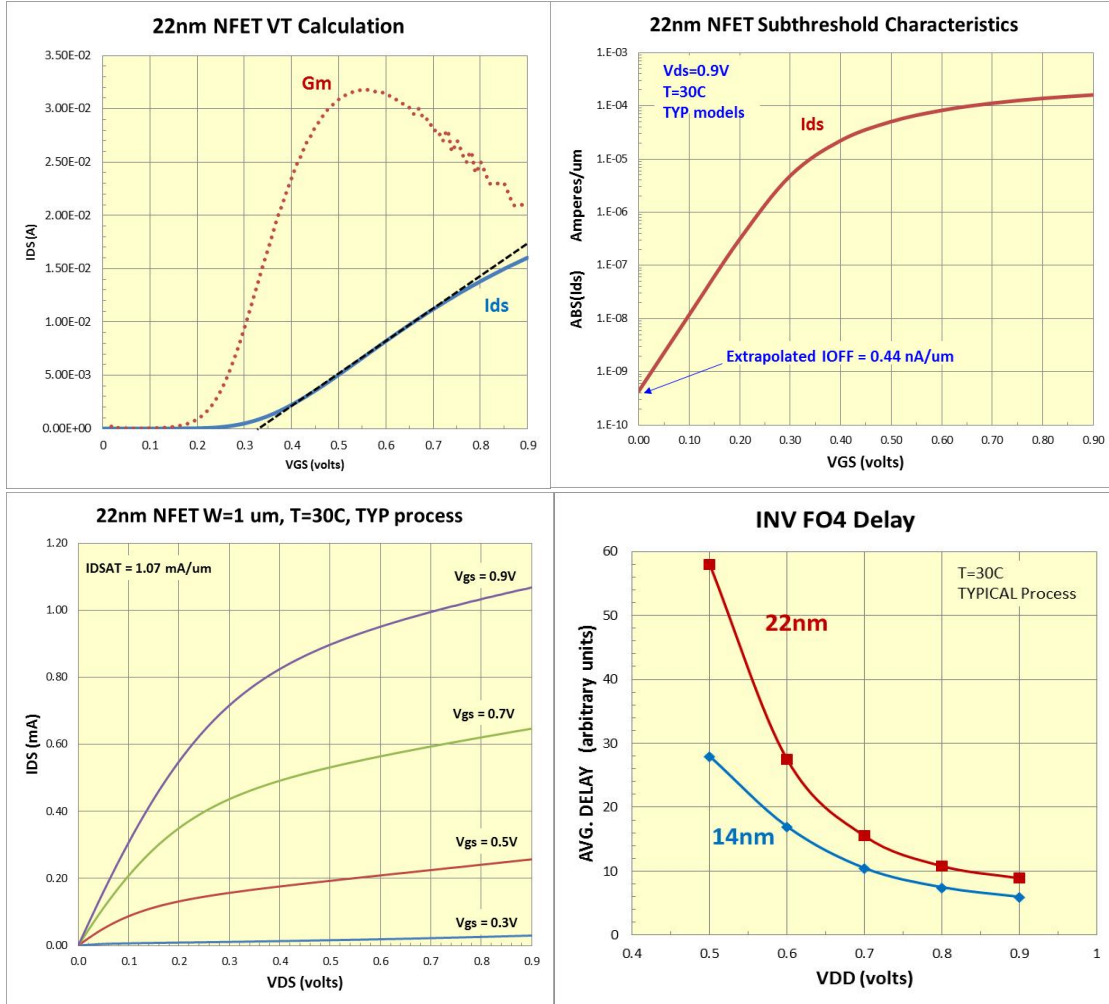 22nm NFET VT Calculation
3.50E-02
3.00E-02
2.50E-02
2.00E-02
1.50E-02
1.00E-02
5.00E-03
0.00E+00
IDS (A)
Gm
Ids
0 0.1 0.2 0.3 0.4 0.5 0.6 0.7 0.8 0.9
VGS (volts)
22nm NFET Subthreshold Characteristics
1.E-03
1.E-04
1.E-05
1.E-06
1.E-07
1.E-08
1.E-09
1.E-10
ABS(Ids) Amperes/um
Vds=0.9V
T=30C
TYP models
Ids
Extrapolated IOFF = 0.44 nA/um
0.00 0.10 0.20 0.30 0.40 0.50 0.60 0.70 0.80 0.90
VGS (volts)
22nm NFET W=1 um, T=30C, TYP process
1.20
1.00
0.80
0.60
0.40
0.20
0.00
IDS (mA)
IDSAT = 1.07 mA/um
Vgs = 0.9V
Vgs = 0.7V
Vgs = 0.5V
Vgs = 0.3V
0.0 0.1 0.2 0.3 0.4 0.5 0.6 0.7 0.8 0.9
VDS (volts)
INV FO4 Delay
60
50
40
30
20
10
0
AVG. DELAY (arbitrary units)
T=30C
TYPICAL Process
22nm
14nm
0.4 0.5 0.6 0.7 0.8 0.9 1
VDD (volts)